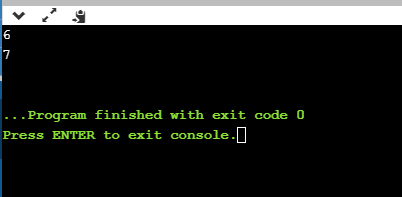 6
7
...Program finished with exit code 0
Press ENTER to exit console.